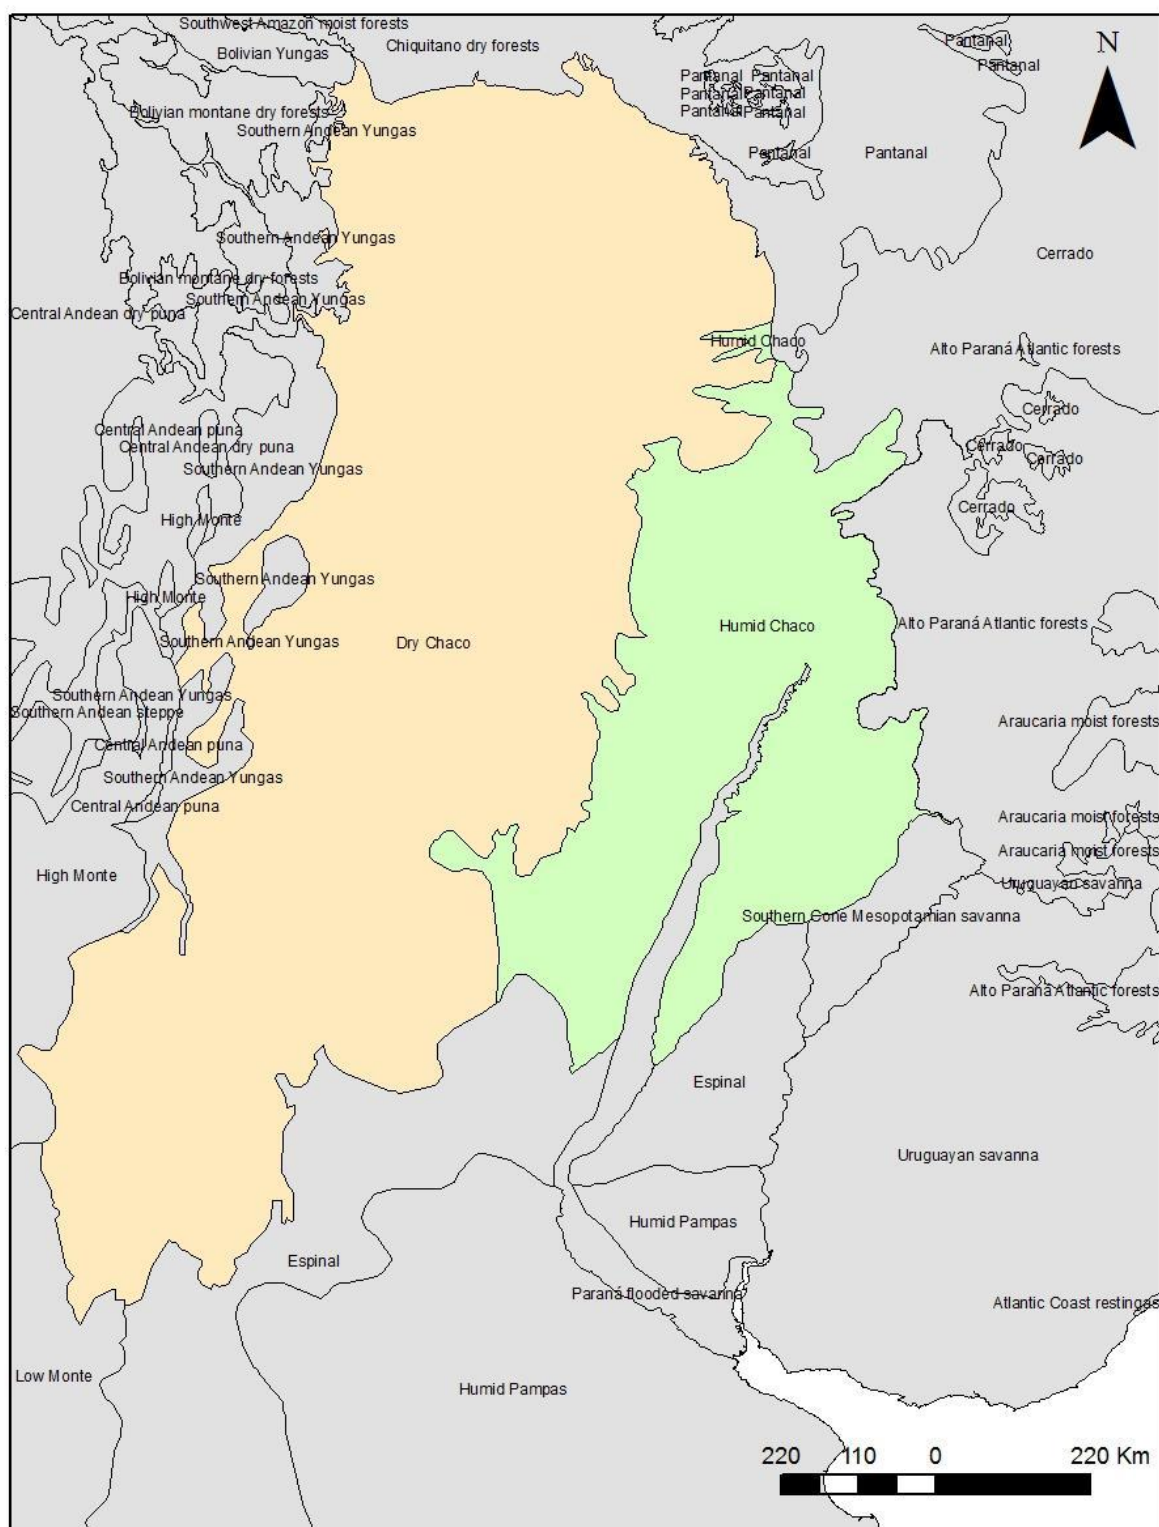 Southwest Amazon moist forests
Chiquitano dry forests
Bolivian Yungas
Pantanal
N
Pantanal
Pantanal Pantanal
Pantanal Pantanal
Pantanal Pantanal
Bolivian montane dry forests
Southern Andean Yungas
Pantanal
Pantanal
Southern Andean Yungas
Cerrado
Bolivian montane dry forests
Southern Andean Yungas
Central Andean dry puna
Humid Chaco
Alto Paraná Atlantic forests
Cerrado
Central Andean puna
Central Andean dry puna
Cerrado
Cerrado
Southern Andean Yungas
Cerrado
High Monte
Southern Andean Yungas
High Monte
Alto Paraná Atlantic forests
Humid Chaco
Southern Andean Yungas
Dry Chaco
Southern Andean Yungas
Southern Andean steppe
Araucaria moist forests
Central Andean puna
Southern Andean Yungas
Central Andean puna
Araucaria moist forests
Araucaria moist forests
High Monte
Uruguayan savanna
Southern Cone Mesopotamian savanna
Alto Paraná Atlantic forests
Espinal
Uruguayan savanna
Humid Pampas
Espinal
Paraná flooded savanna
Atlantic Coast restingas
Low Monte
Humid Pampas
220 110 0 220 Km